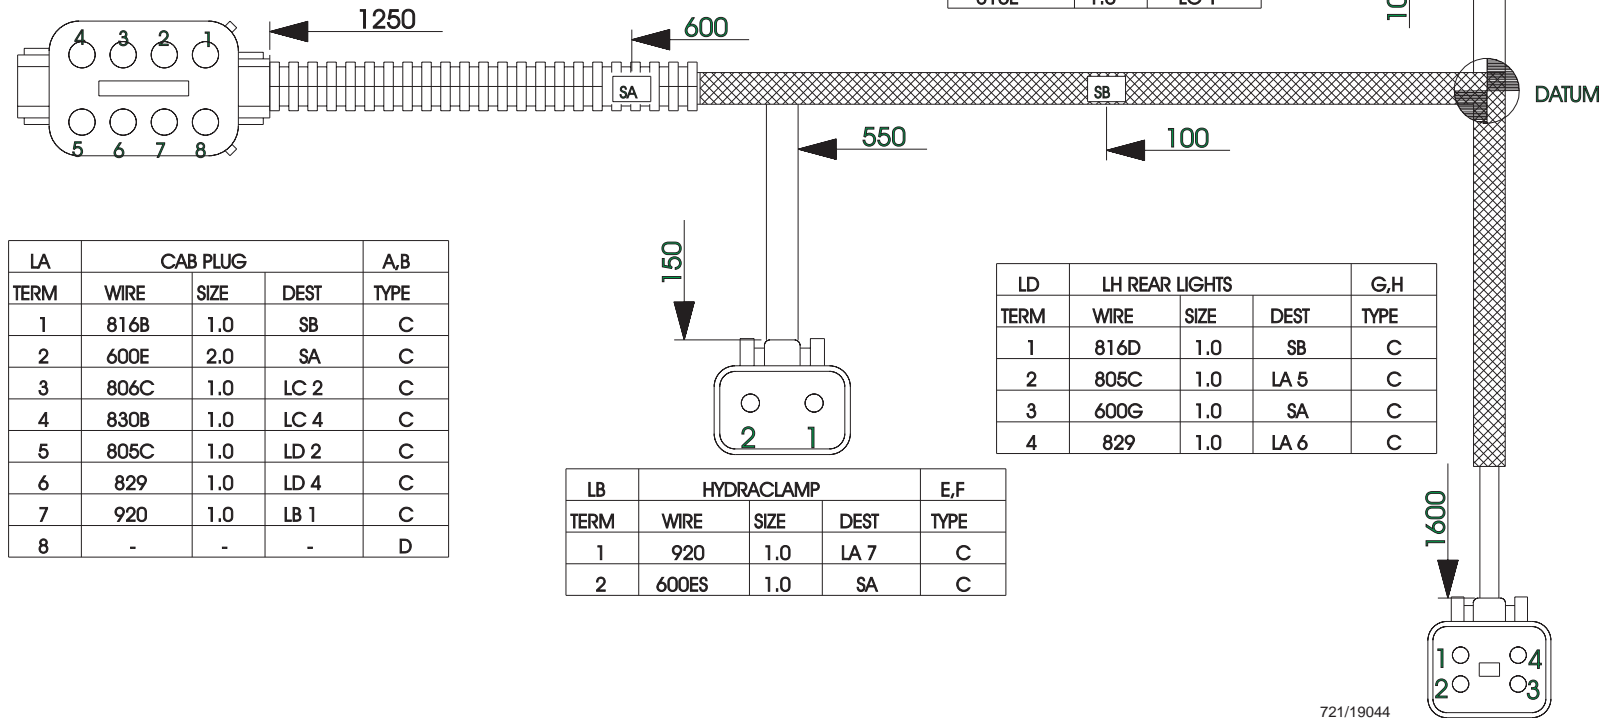 1250
600
4 3 2 1
SA
SB
DATUM
5 6 7 8
550
100
150
LA CAB PLUG A,B
TERM WIRE SIZE DEST TYPE
1 816B 1.0 SB C
2 600E 2.0 SA C
3 806C 1.0 LC 2 C
4 830B 1.0 LC 4 C
5 805C 1.0 LD 2 C
6 829 1.0 LD 4 C
7 920 1.0 LB 1 C
8 - - - D
2 1
LB HYDRACLAMP E,F
TERM WIRE SIZE DEST TYPE
1 920 1.0 LA 7 C
2 600ES 1.0 SA C
LD LH REAR LIGHTS G,H
TERM WIRE SIZE DEST TYPE
1 816D 1.0 SB C
2 805C 1.0 LA 5 C
3 600G 1.0 SA C
4 829 1.0 LA 6 C
1600
1 4
2 3
721/19044